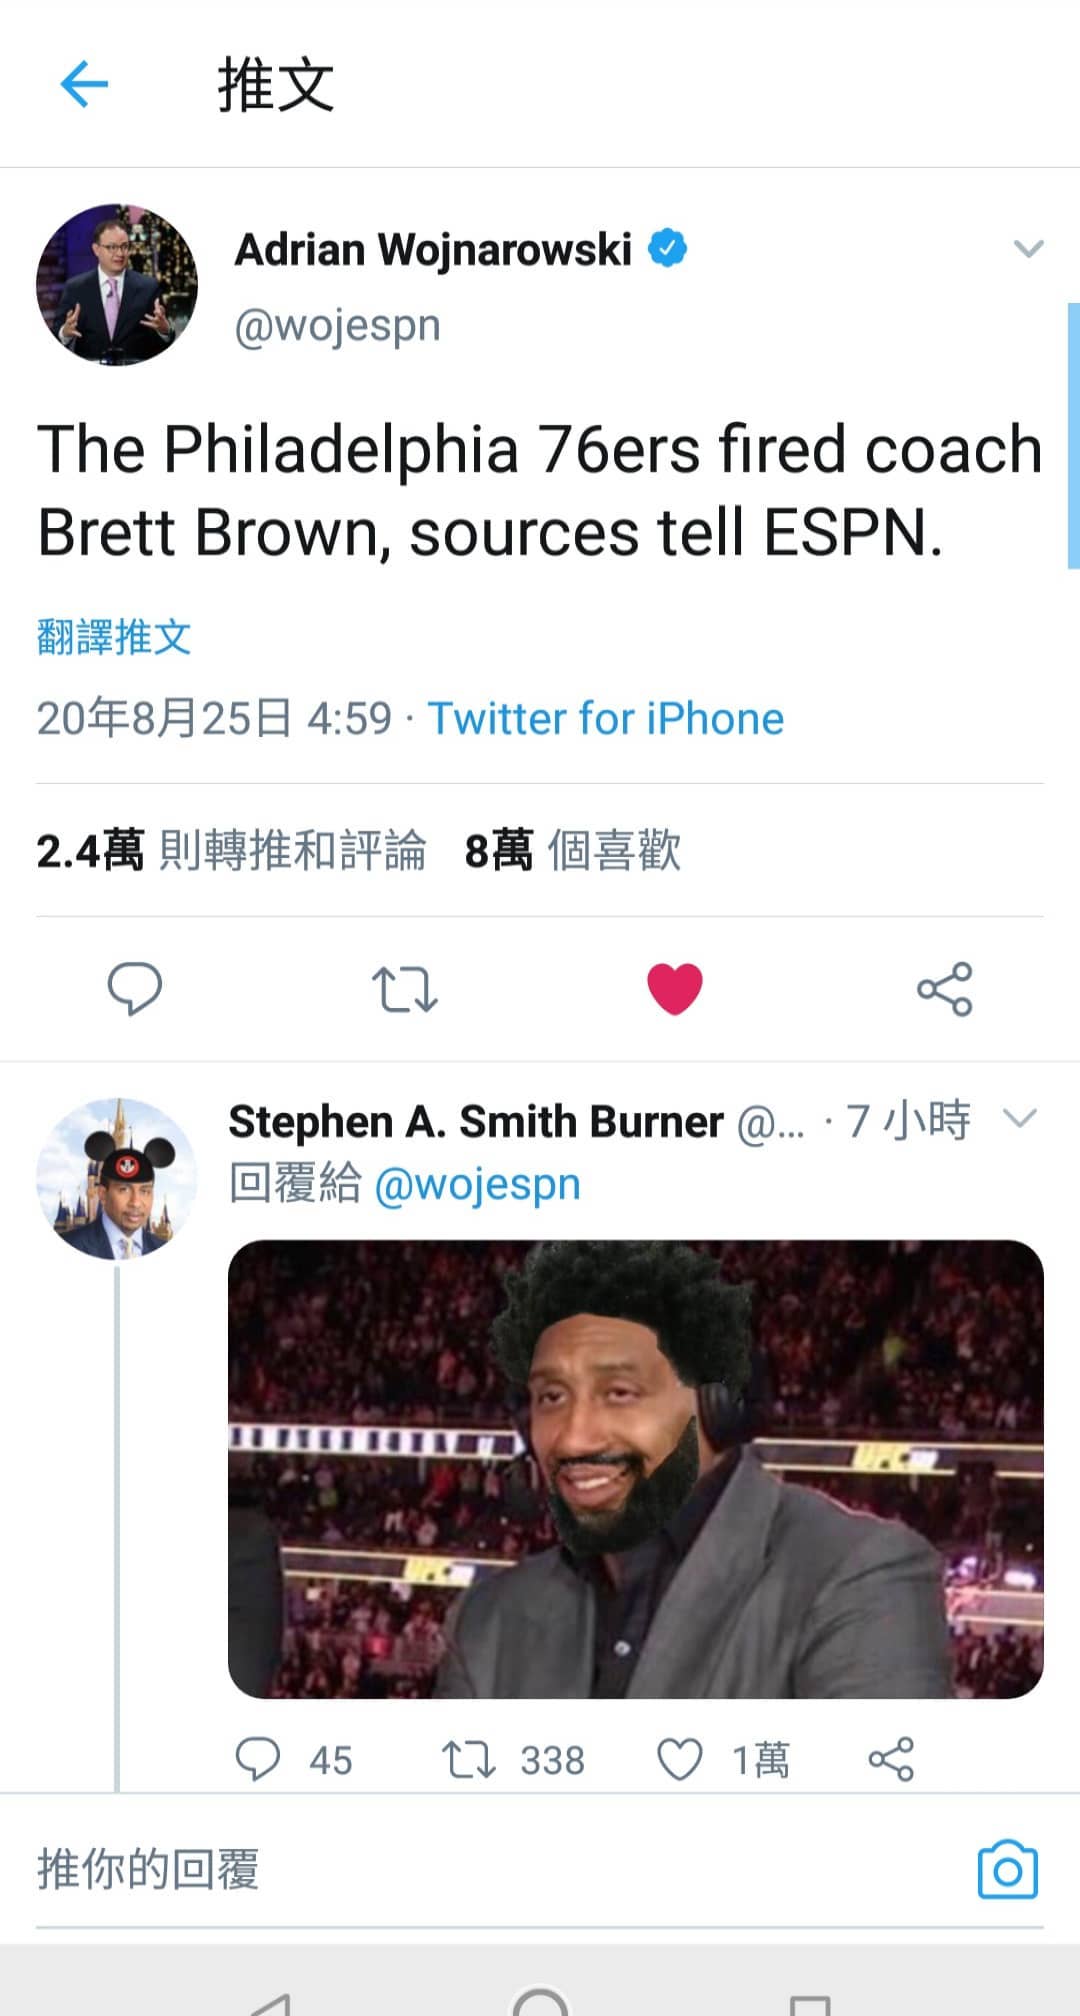 推文
Adrian Wojnarowski
@wojespn
The Philadelphia 76ers fired coach
Brett Brown, sources tell ESPN.
翻譯推文
20年8月25日 4:59 · Twitter for iPhone
2.4萬 則轉推和評論 8萬 個喜歡
Stephen A. Smith Burner @... · 7 小時
回覆給 @wojespn
45 338 1萬
推你的回覆